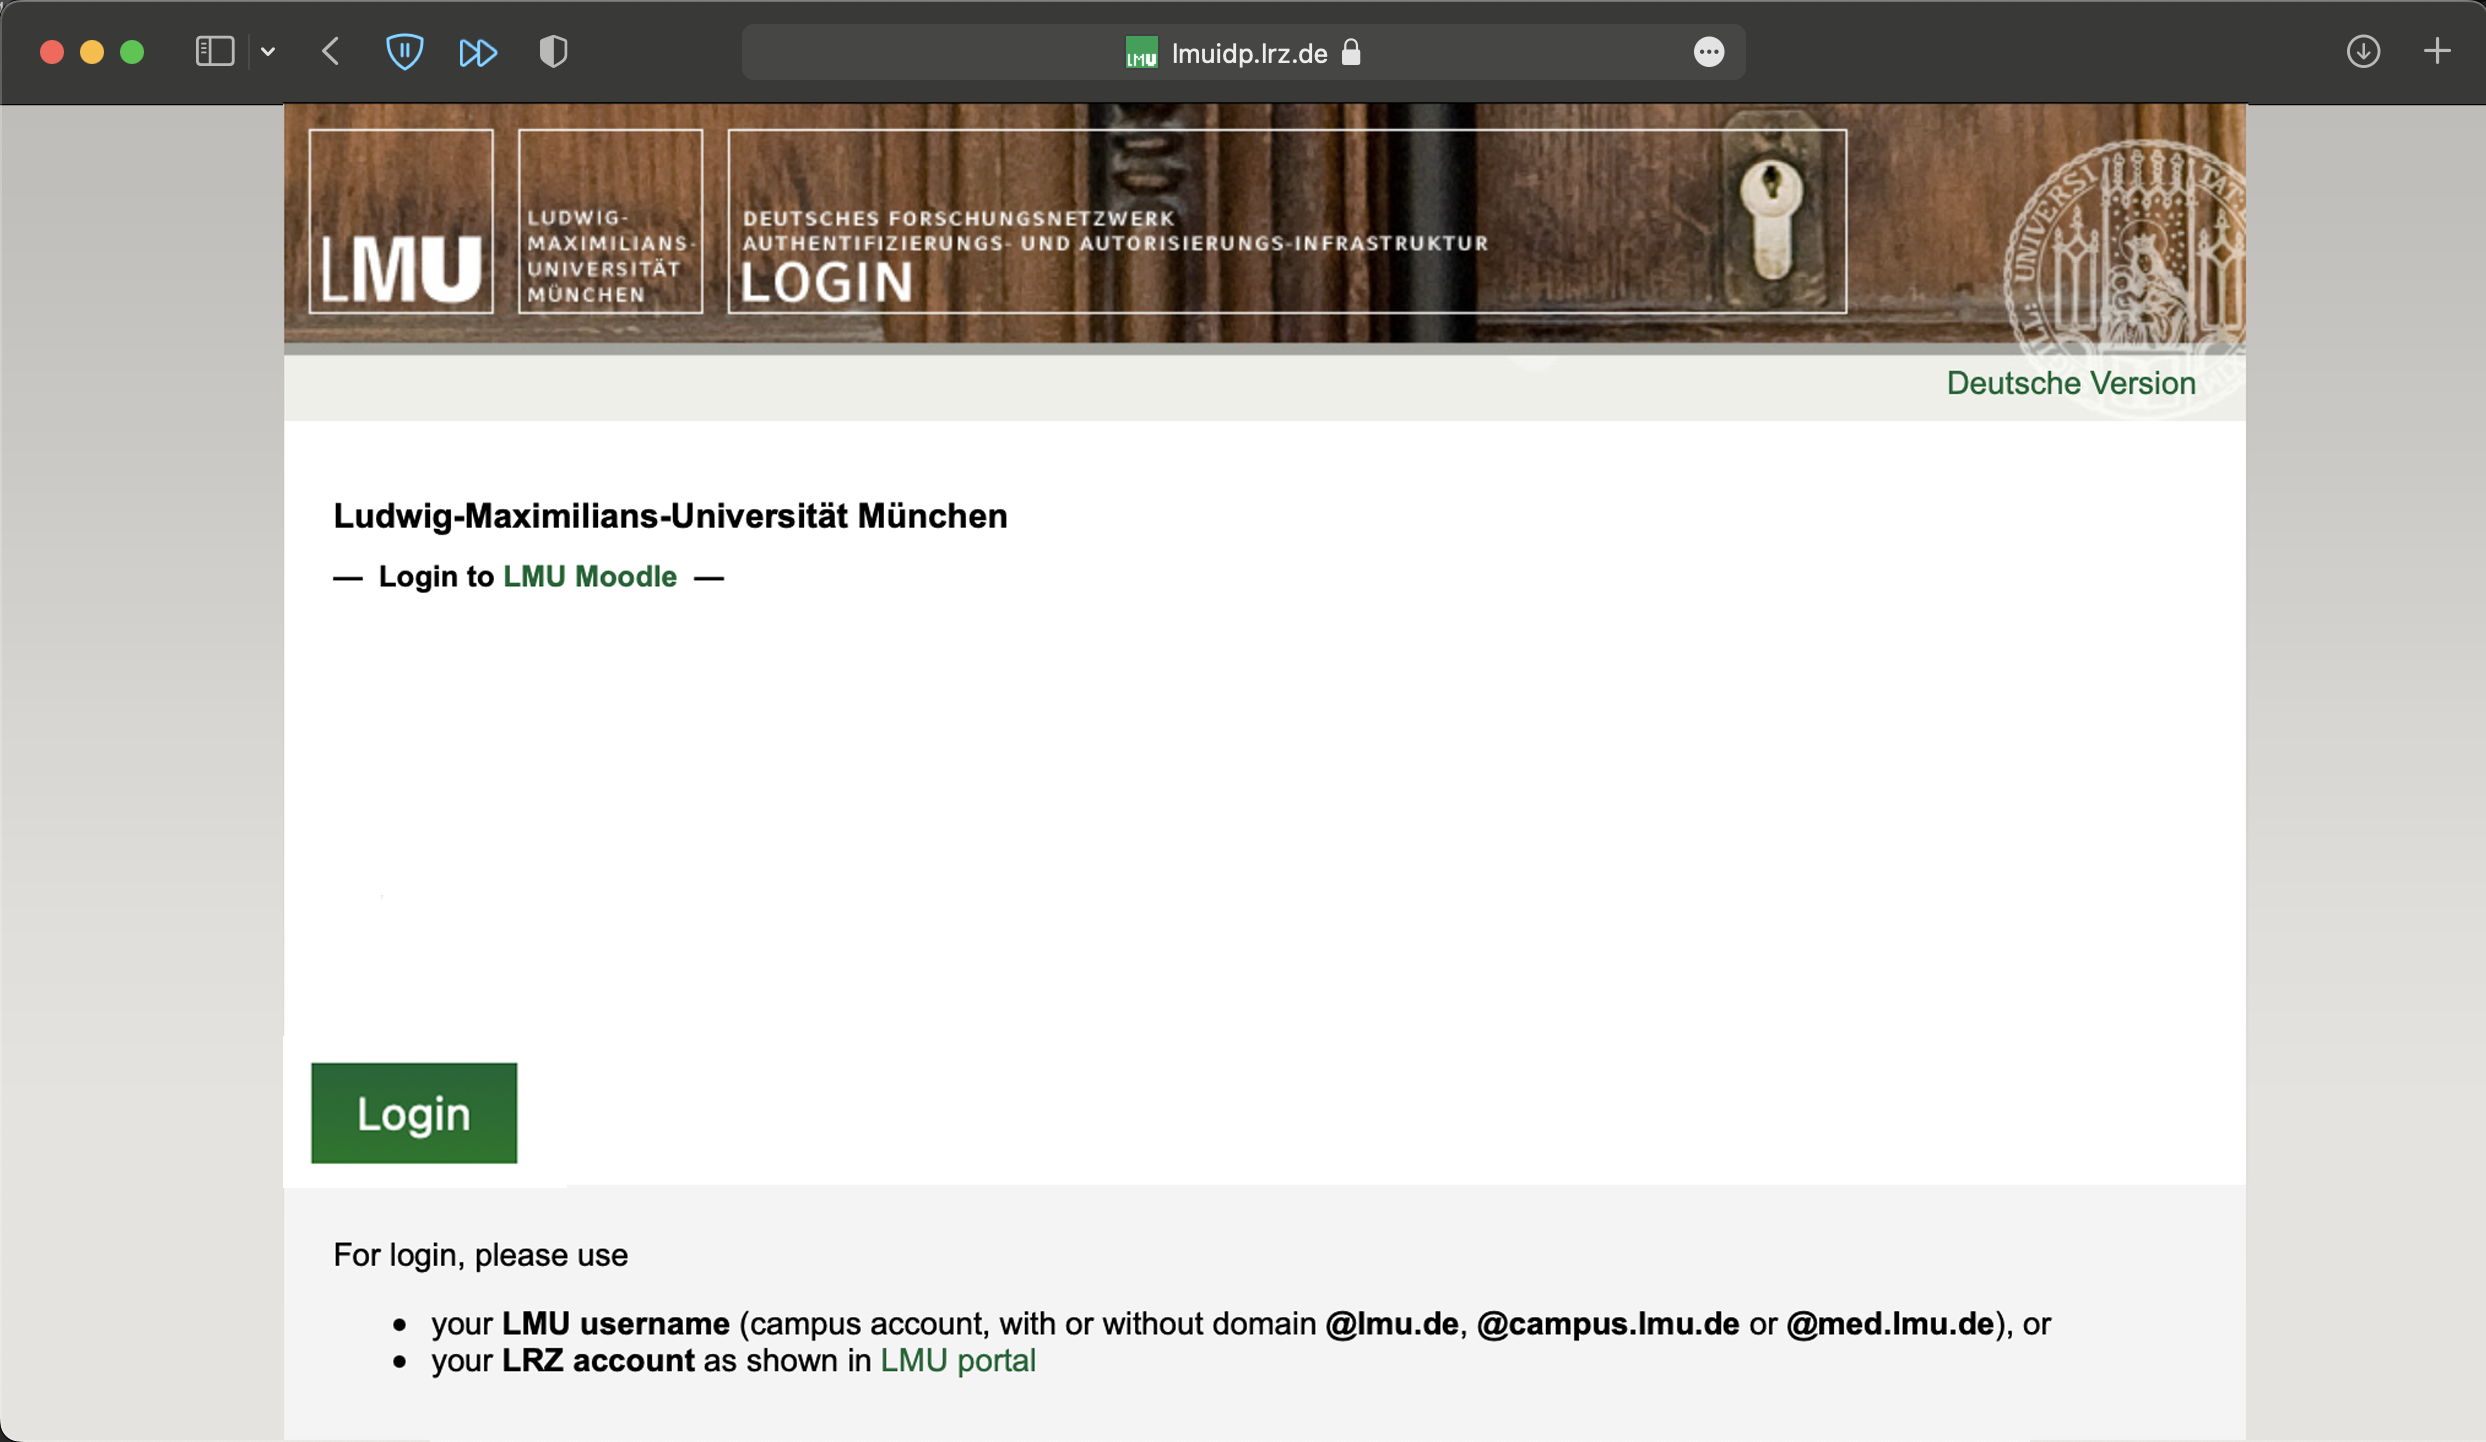 LMU lmuidp.lrz.de
LMU
LUDWIG-
MAXIMILIANS-
UNIVERSITÄT
MÜNCHEN
DEUTSCHES FORSCHUNGSNETZWERK
AUTHENTIFIZIERUNGS- UND AUTORISIERUNGS-INFRASTRUKTUR
LOGIN
Deutsche Version
Ludwig-Maximilians-Universität München
— Login to LMU Moodle —
Login
For login, please use
• your LMU username (campus account, with or without domain @lmu.de, @campus.lmu.de or @med.lmu.de), or
• your LRZ account as shown in LMU portal